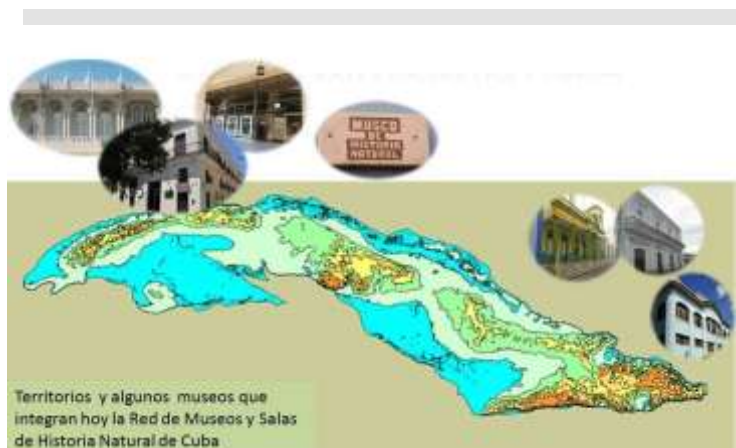 MUSEO
DE
HISTORIA
NATURAL
Territorios y algunos museos que
integran hoy la Red de Museos y Salas
de Historia Natural de Cuba